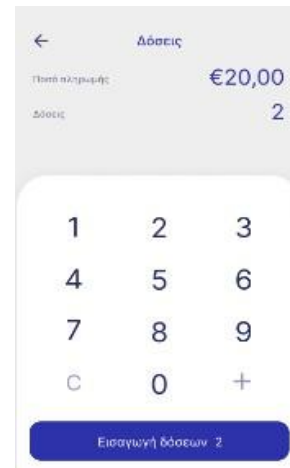 ← Δόσεις
Ποσό πληρωμής €20,00
Δόσεις 2
1 2 3
4 5 6
7 8 9
C 0 +
Εισαγωγή δόσεων 2